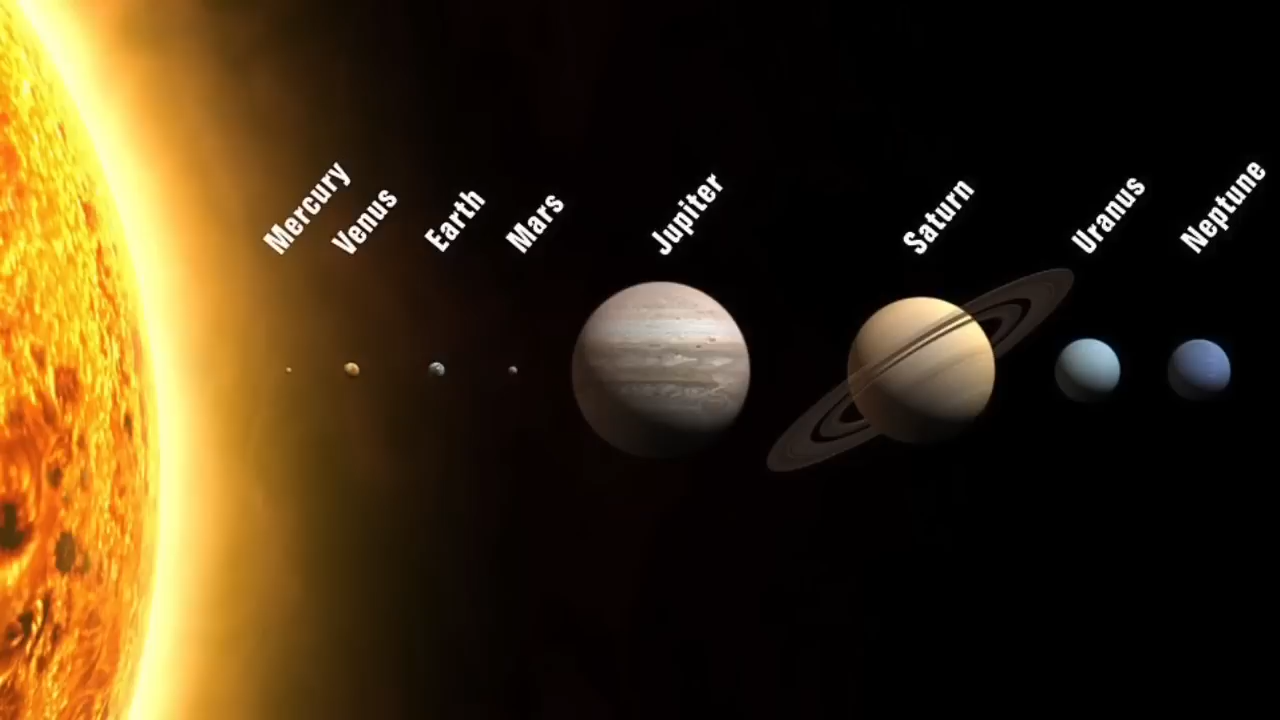 Mercury
Venus
Earth
Mars
Jupiter
Saturn
Uranus
Neptune